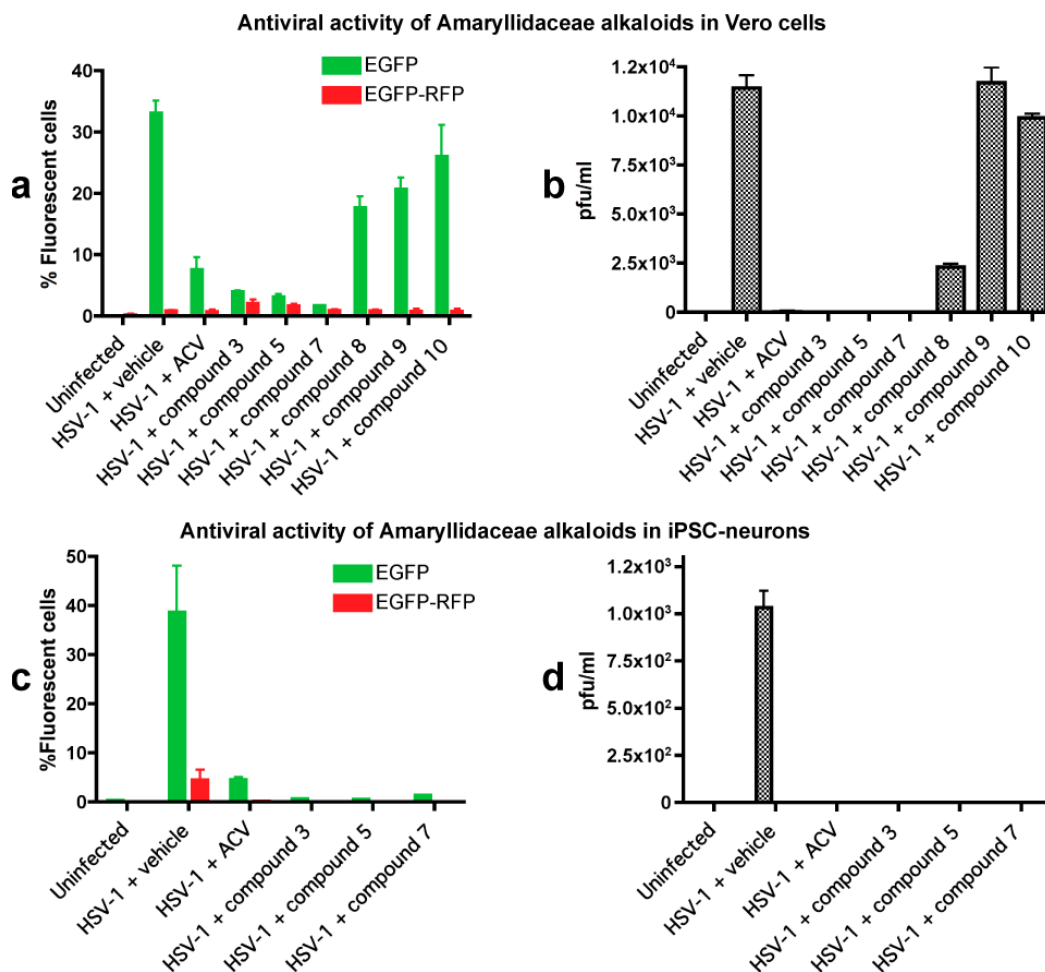 Antiviral activity of Amaryllidaceae alkaloids in Vero cells
a
% Fluorescent cells
40
30
20
10
0
EGFP
EGFP-RFP
Uninfected
HSV-1 + vehicle
HSV-1 + ACV
HSV-1 + compound 3
HSV-1 + compound 5
HSV-1 + compound 7
HSV-1 + compound 8
HSV-1 + compound 9
HSV-1 + compound 10
b
pfu/ml
1.2x10⁴
1.0x10⁴
7.5x10³
5.0x10³
2.5x10³
0
Uninfected
HSV-1 + vehicle
HSV-1 + ACV
HSV-1 + compound 3
HSV-1 + compound 5
HSV-1 + compound 7
HSV-1 + compound 8
HSV-1 + compound 9
HSV-1 + compound 10
Antiviral activity of Amaryllidaceae alkaloids in iPSC-neurons
c
%Fluorescent cells
50
40
30
20
10
0
EGFP
EGFP-RFP
Uninfected
HSV-1 + vehicle
HSV-1 + ACV
HSV-1 + compound 3
HSV-1 + compound 5
HSV-1 + compound 7
d
pfu/ml
1.2x10³
1.0x10³
7.5x10²
5.0x10²
2.5x10²
0
Uninfected
HSV-1 + vehicle
HSV-1 + ACV
HSV-1 + compound 3
HSV-1 + compound 5
HSV-1 + compound 7